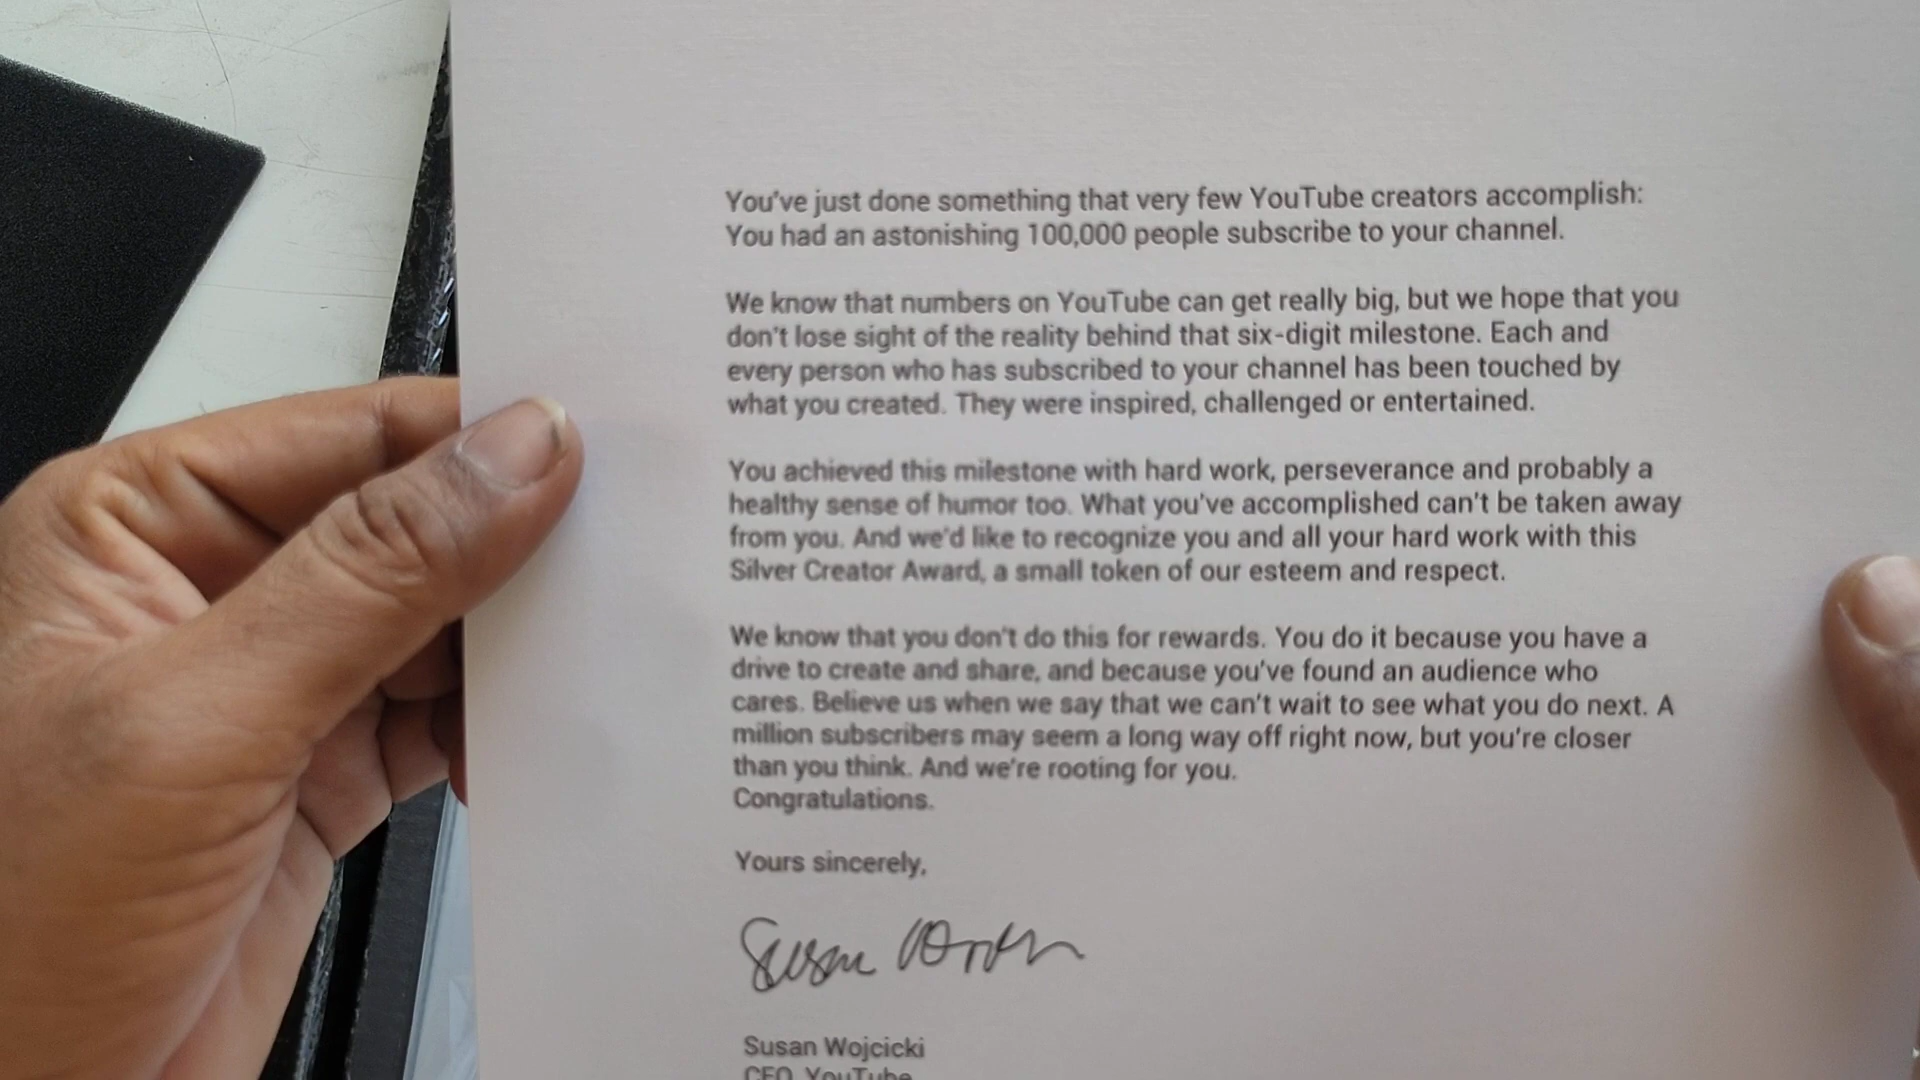 You've just done something that very few YouTube creators accomplish:
You had an astonishing 100,000 people subscribe to your channel.
We know that numbers on YouTube can get really big, but we hope that you
don't lose sight of the reality behind that six-digit milestone. Each and
every person who has subscribed to your channel has been touched by
what you created. They were inspired, challenged or entertained.
You achieved this milestone with hard work, perseverance and probably a
healthy sense of humor too. What you've accomplished can't be taken away
from you. And we'd like to recognize you and all your hard work with this
Silver Creator Award, a small token of our esteem and respect.
We know that you don't do this for rewards. You do it because you have a
drive to create and share, and because you've found an audience who
cares. Believe us when we say that we can't wait to see what you do next. A
million subscribers may seem a long way off right now, but you're closer
than you think. And we're rooting for you.
Congratulations.
Yours sincerely,
Susan
Susan Wojcicki
CEO, YouTube